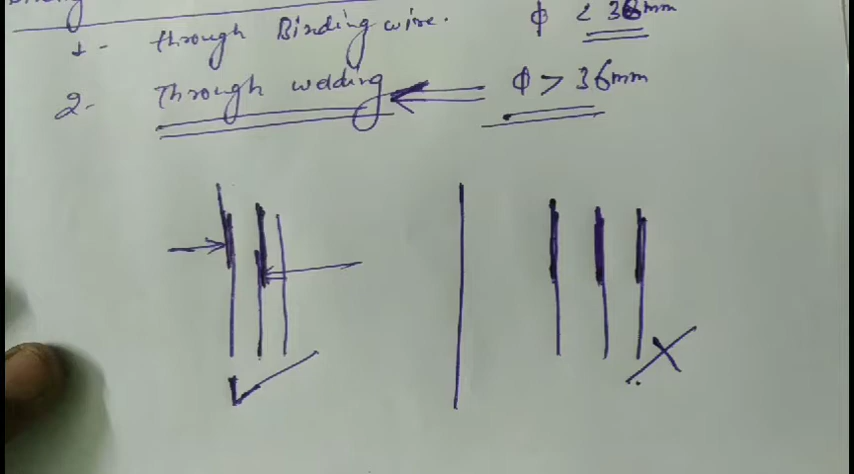 1- through Binding wire. ϕ < 36mm
2- Through welding ϕ > 36mm